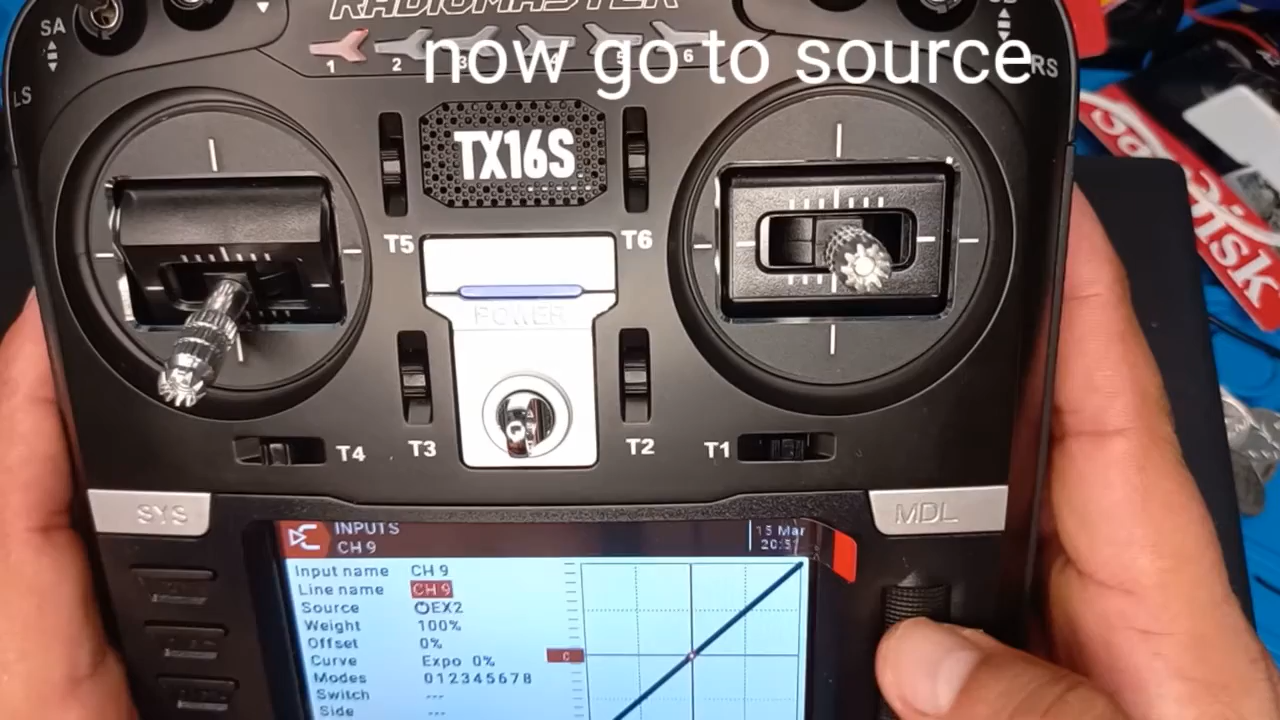 RADIOMASTER
SA
1 2 3 4 5 6
now go to source
LS
RS
TX16S
SanDisk
T5
T6
POWER
T4
T3
T2
T1
SYS
MDL
INPUTS
CH 9
15 Mar
Input name CH 9
Line name CH 9
Source EX2
Weight 100%
Offset 0%
Curve Expo 0%
Modes 012345678
Switch ---
Side ---